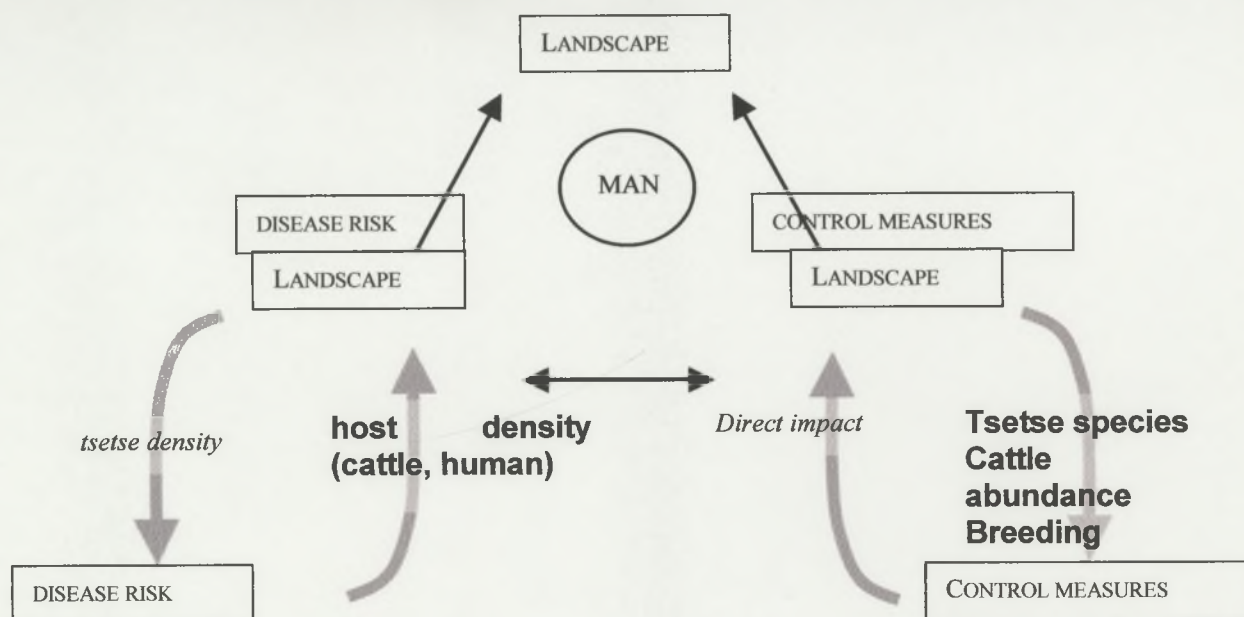 LANDSCAPE
MAN
DISEASE RISK
CONTROL MEASURES
LANDSCAPE
LANDSCAPE
tsetse density
host density
(cattle, human)
Direct impact
Tsetse species
Cattle
abundance
Breeding
DISEASE RISK
CONTROL MEASURES